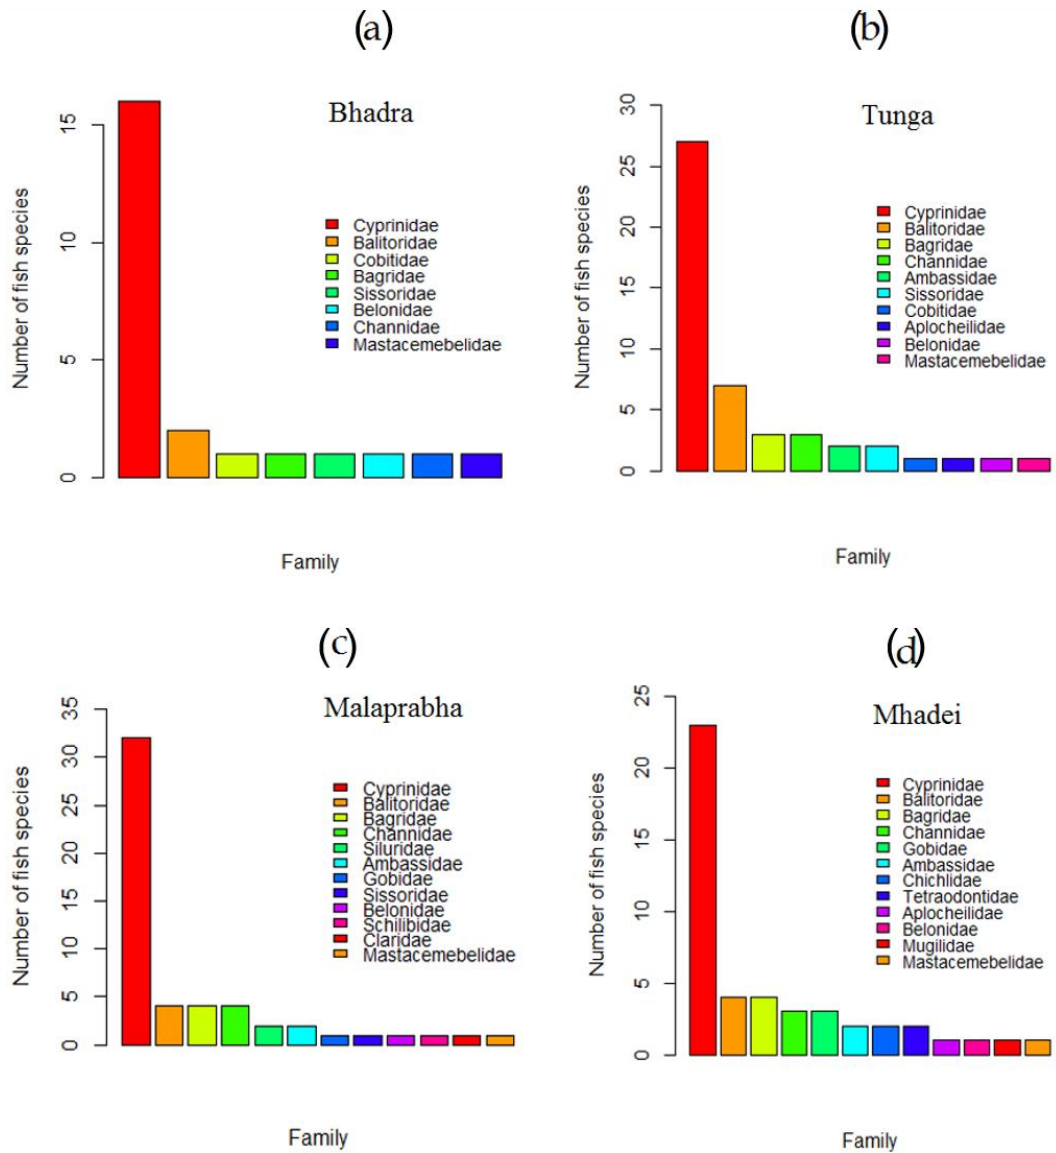 (a)
Bhadra
Number of fish species
15
10
5
0
Cyprinidae
Balitoridae
Cobitidae
Bagridae
Sissoridae
Belonidae
Channidae
Mastacemebelidae
Family
(b)
Tunga
Number of fish species
30
25
20
15
10
5
0
Cyprinidae
Balitoridae
Bagridae
Channidae
Ambassidae
Sissoridae
Cobitidae
Aplocheilidae
Belonidae
Mastacemebelidae
Family
(c)
Malaprabha
Number of fish species
35
30
25
20
15
10
5
0
Cyprinidae
Balitoridae
Bagridae
Channidae
Siluridae
Ambassidae
Gobidae
Sissoridae
Belonidae
Schilibidae
Claridae
Mastacemebelidae
Family
(d)
Mhadei
Number of fish species
25
20
15
10
5
0
Cyprinidae
Balitoridae
Bagridae
Channidae
Gobidae
Ambassidae
Chichlidae
Tetraodontidae
Aplocheilidae
Belonidae
Mugilidae
Mastacemebelidae
Family